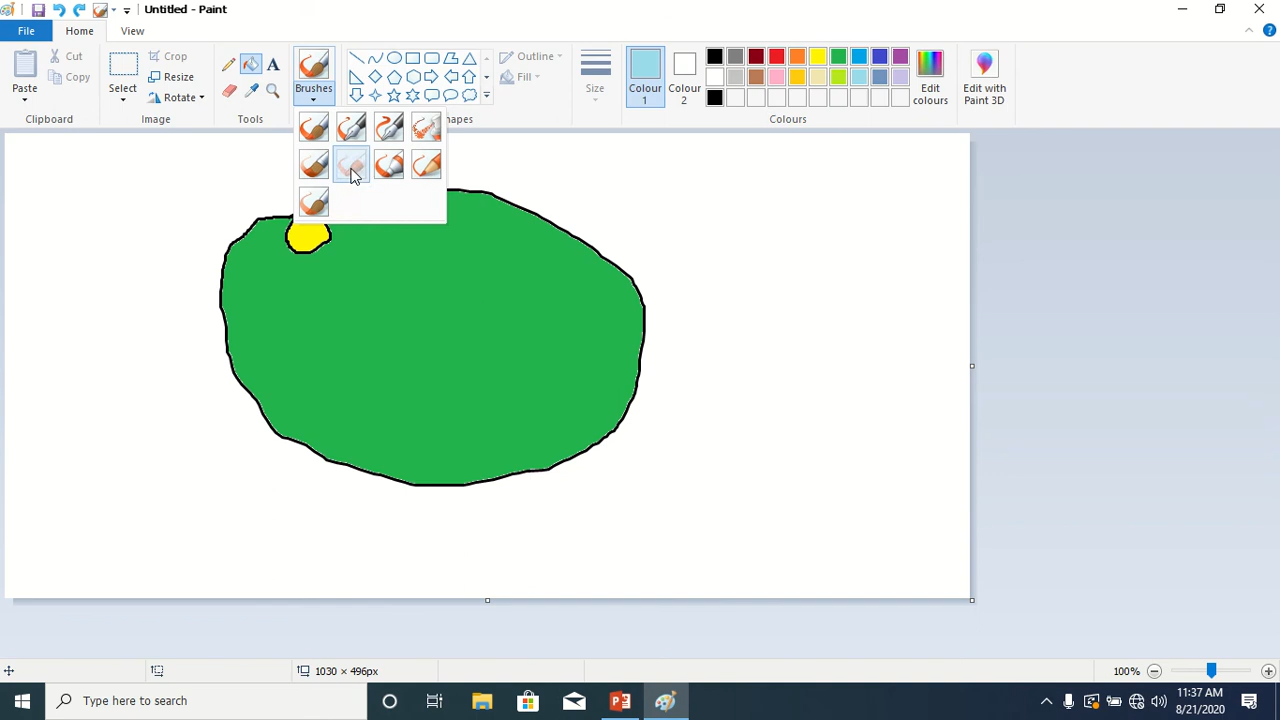 Untitled - Paint
File
Home
View
Paste
Cut
Copy
Clipboard
Select
Crop
Resize
Rotate
Image
A
Tools
Brushes
Outline
Fill
apes
Size
Colour
1
Colour
2
Edit
colours
Edit with
Paint 3D
Colours
1030 × 496px
100%
Type here to search
11:37 AM
8/21/2020